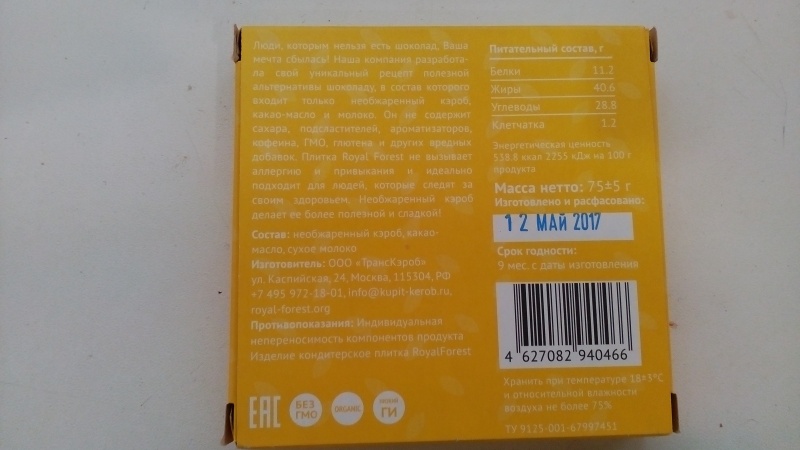 Люди, которым нельзя есть шоколад, Ваша
мечта сбылась! Наша компания разработа-
ла свой уникальный рецепт полезной
альтернативы шоколаду, в состав которого
входит только необжаренный кэроб,
какао-масло и молоко. Он не содержит
сахара, подсластителей, ароматизаторов,
кофеина, ГМО, глютена и других вредных
добавок. Плитка Royal Forest не вызывает
аллергию и привыкания и идеально
подходит для людей, которые следят за
своим здоровьем. Необжаренный кэроб
делает ее более полезной и сладкой!
Состав: необжаренный кэроб, какао-
масло, сухое молоко
Изготовитель: ООО «ТрансКэроб»
ул. Каспийская, 24, Москва, 115304, РФ
+7 495 972-18-01, info@kupit-kerob.ru,
royal-forest.org
Противопоказания: Индивидуальная
непереносимость компонентов продукта
Изделие кондитерское плитка RoyalForest
ЕАС
БЕЗ
ГМО
ORGANIC
НИЗКИЙ
ГИ
Питательный состав, г
Белки 11.2
Жиры 40.6
Углеводы 28.8
Клетчатка 1.2
Энергетическая ценность
538.8 ккал 2255 кДж на 100 г
продукта
Масса нетто: 75±5 г
Изготовлено и расфасовано:
12 МАЙ 2017
Срок годности:
9 мес. с даты изготовления
4 627082 940466
Хранить при температуре 18±3°С
и относительной влажности
воздуха не более 75%
ТУ 9125-001-67997451